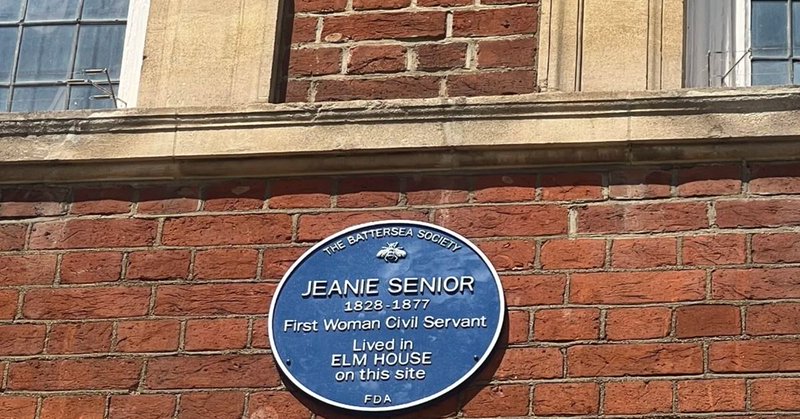 THE BATTERSEA SOCIETY
JEANIE SENIOR
1828-1877
First Woman Civil Servant
Lived in
ELM HOUSE
on this site
FDA